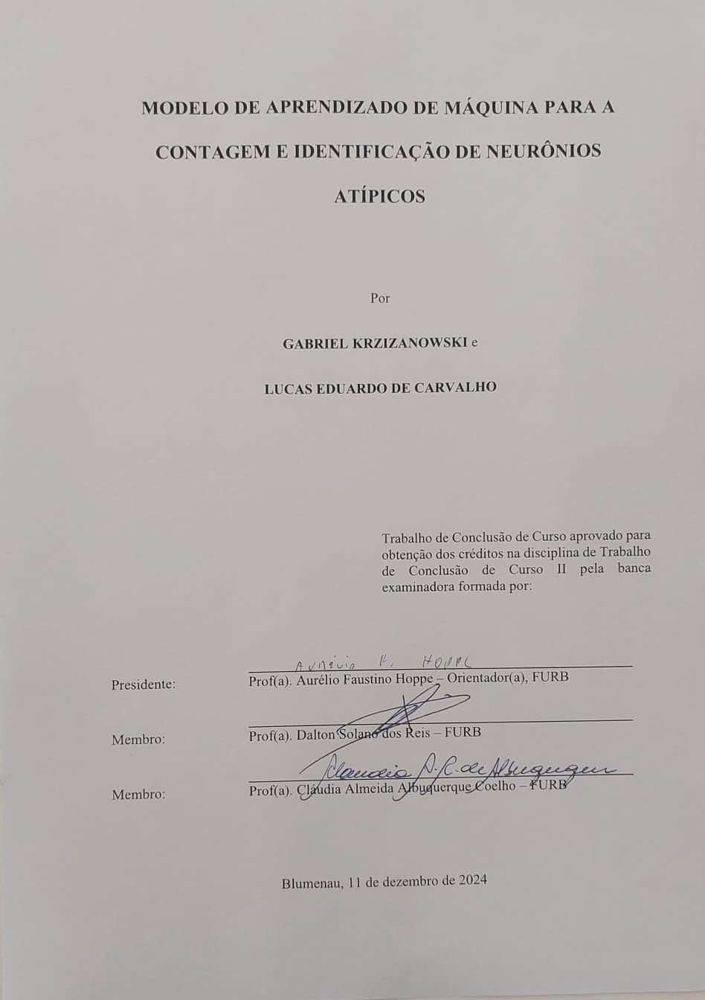 MODELO DE APRENDIZADO DE MÁQUINA PARA A
CONTAGEM E IDENTIFICAÇÃO DE NEURÔNIOS
ATÍPICOS
Por
GABRIEL KRZIZANOWSKI e
LUCAS EDUARDO DE CARVALHO
Trabalho de Conclusão de Curso aprovado para
obtenção dos créditos na disciplina de Trabalho
de Conclusão de Curso II pela banca
examinadora formada por:
Aurélio F. Hoppe
Presidente: Prof(a). Aurélio Faustino Hoppe – Orientador(a), FURB
Membro: Prof(a). Dalton Solano dos Reis – FURB
Claudia A. R. de Albuquerque
Membro: Prof(a). Cláudia Almeida Albuquerque Coelho – FURB
Blumenau, 11 de dezembro de 2024